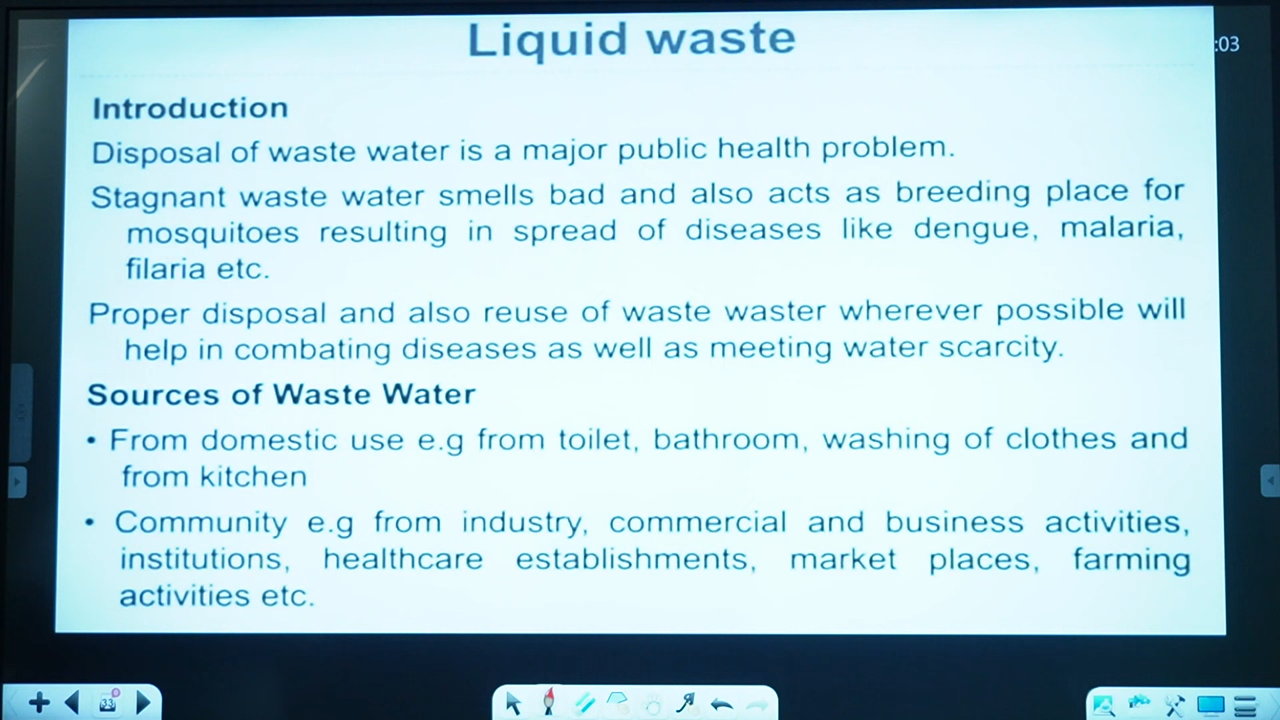 Liquid waste
:03
Introduction
Disposal of waste water is a major public health problem.
Stagnant waste water smells bad and also acts as breeding place for
mosquitoes resulting in spread of diseases like dengue, malaria,
filaria etc.
Proper disposal and also reuse of waste waster wherever possible will
help in combating diseases as well as meeting water scarcity.
Sources of Waste Water
• From domestic use e.g from toilet, bathroom, washing of clothes and
from kitchen
• Community e.g from industry, commercial and business activities,
institutions, healthcare establishments, market places, farming
activities etc.
33